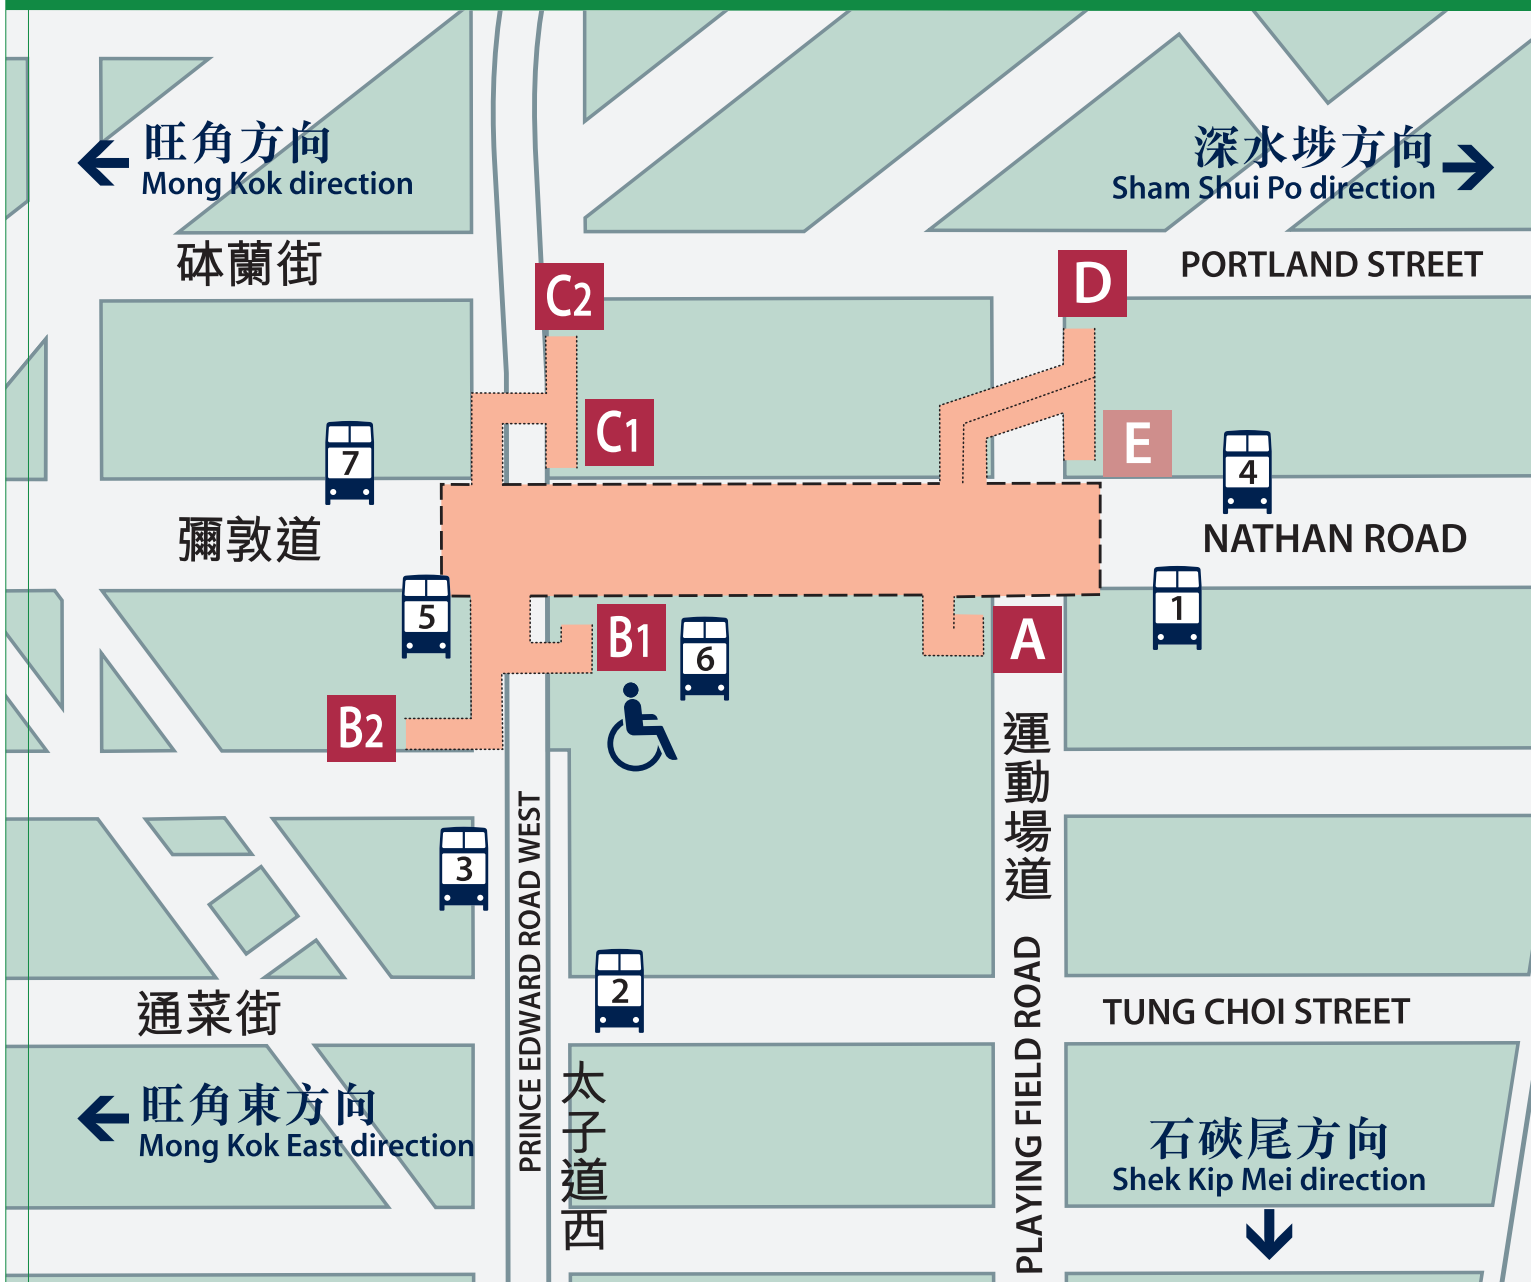 旺角方向
Mong Kok direction
深水埗方向
Sham Shui Po direction
砵蘭街
PORTLAND STREET
C2
D
C1
E
7
4
彌敦道
NATHAN ROAD
5
1
B1
6
A
B2
運動場道
PLAYING FIELD ROAD
3
PRINCE EDWARD ROAD WEST
太子道西
2
通菜街
TUNG CHOI STREET
旺角東方向
Mong Kok East direction
石硤尾方向
Shek Kip Mei direction